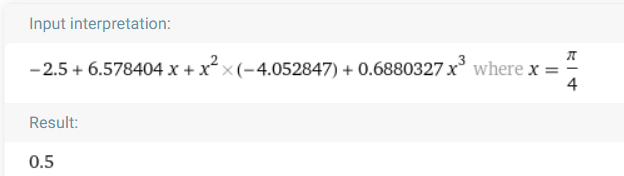 Input interpretation:
−2.5 + 6.578404 x + x² × (−4.052847) + 0.6880327 x³ where x = π/4
Result:
0.5